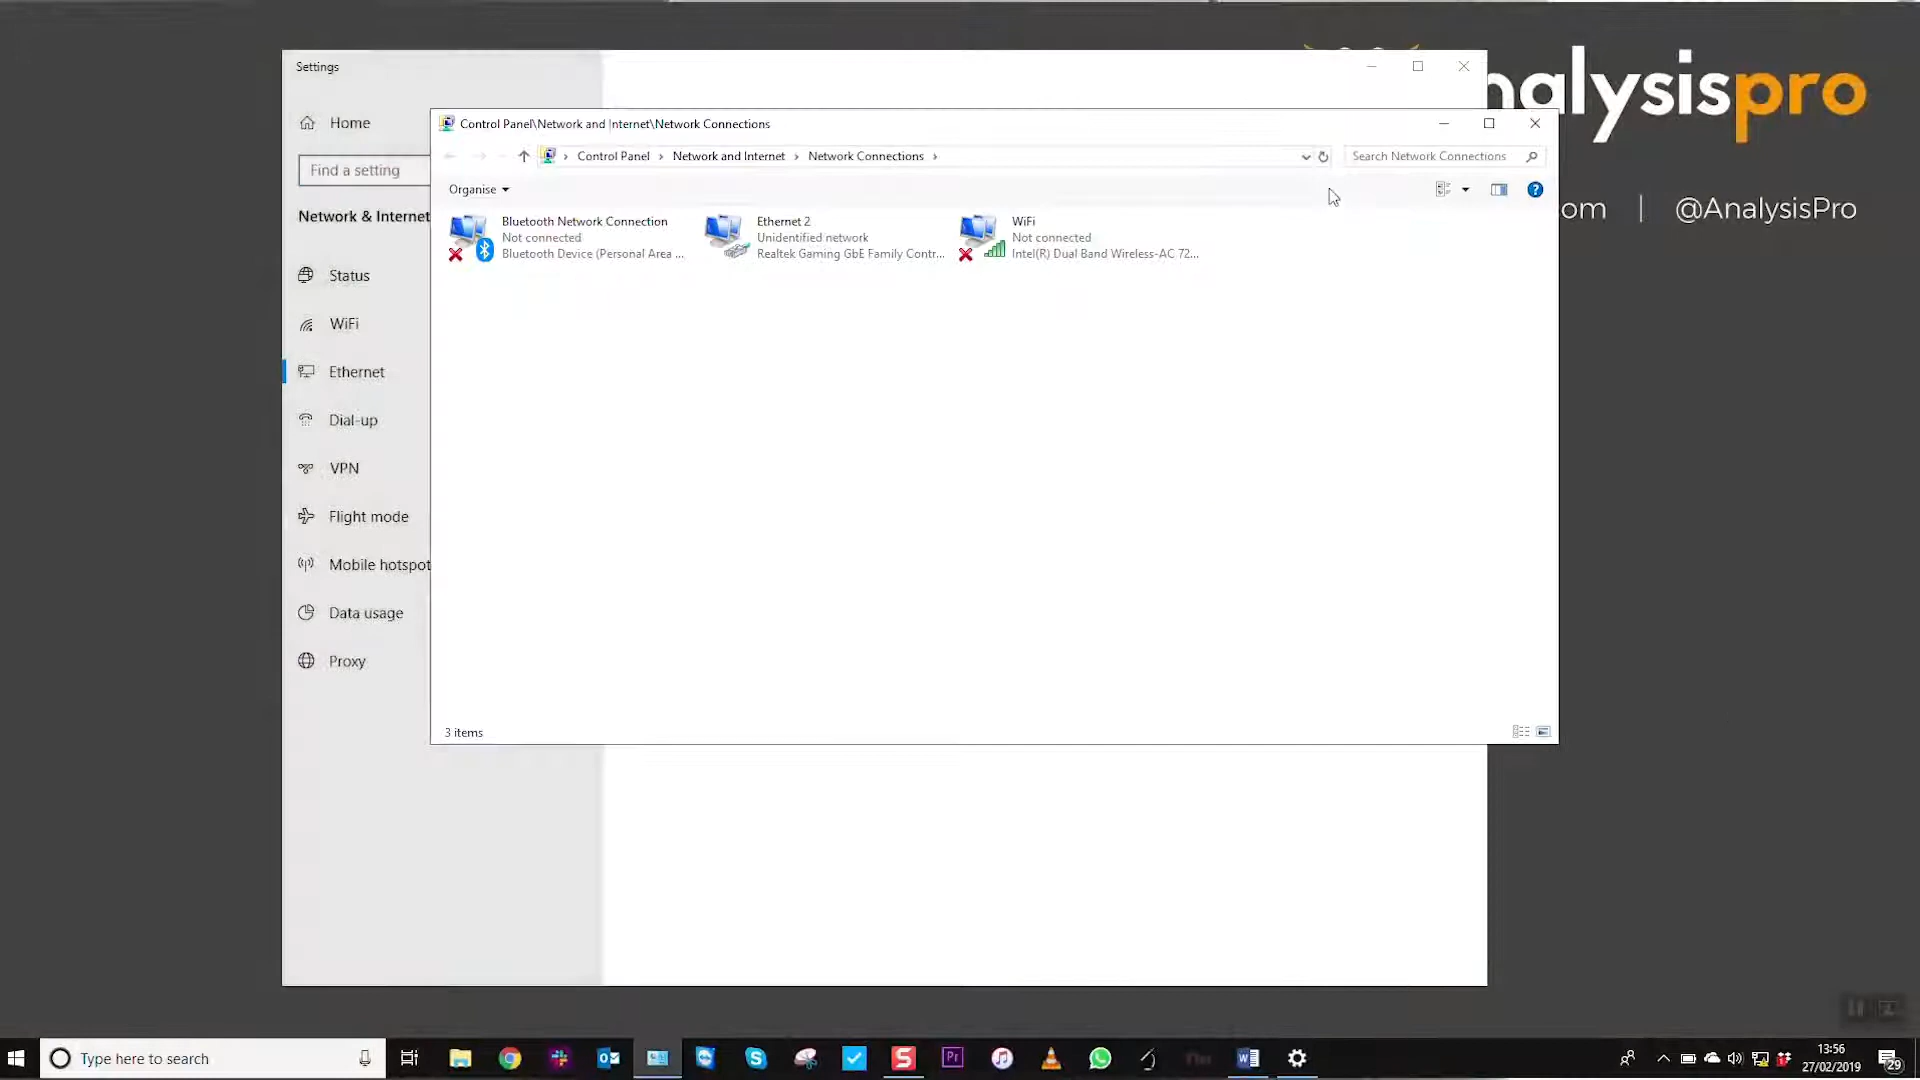 Settings
Home
Find a setting
Network & Internet
Status
WiFi
Ethernet
Dial-up
VPN
Flight mode
Mobile hotspot
Data usage
Proxy
Control Panel\Network and Internet\Network Connections
Control Panel
Network and Internet
Network Connections
Search Network Connections
Organise
Bluetooth Network Connection
Not connected
Bluetooth Device (Personal Area ...
Ethernet 2
Unidentified network
Realtek Gaming GbE Family Contr...
WiFi
Not connected
Intel(R) Dual Band Wireless-AC 72...
3 items
nalysispro
om | @AnalysisPro
Type here to search
13:56
27/02/2019
29